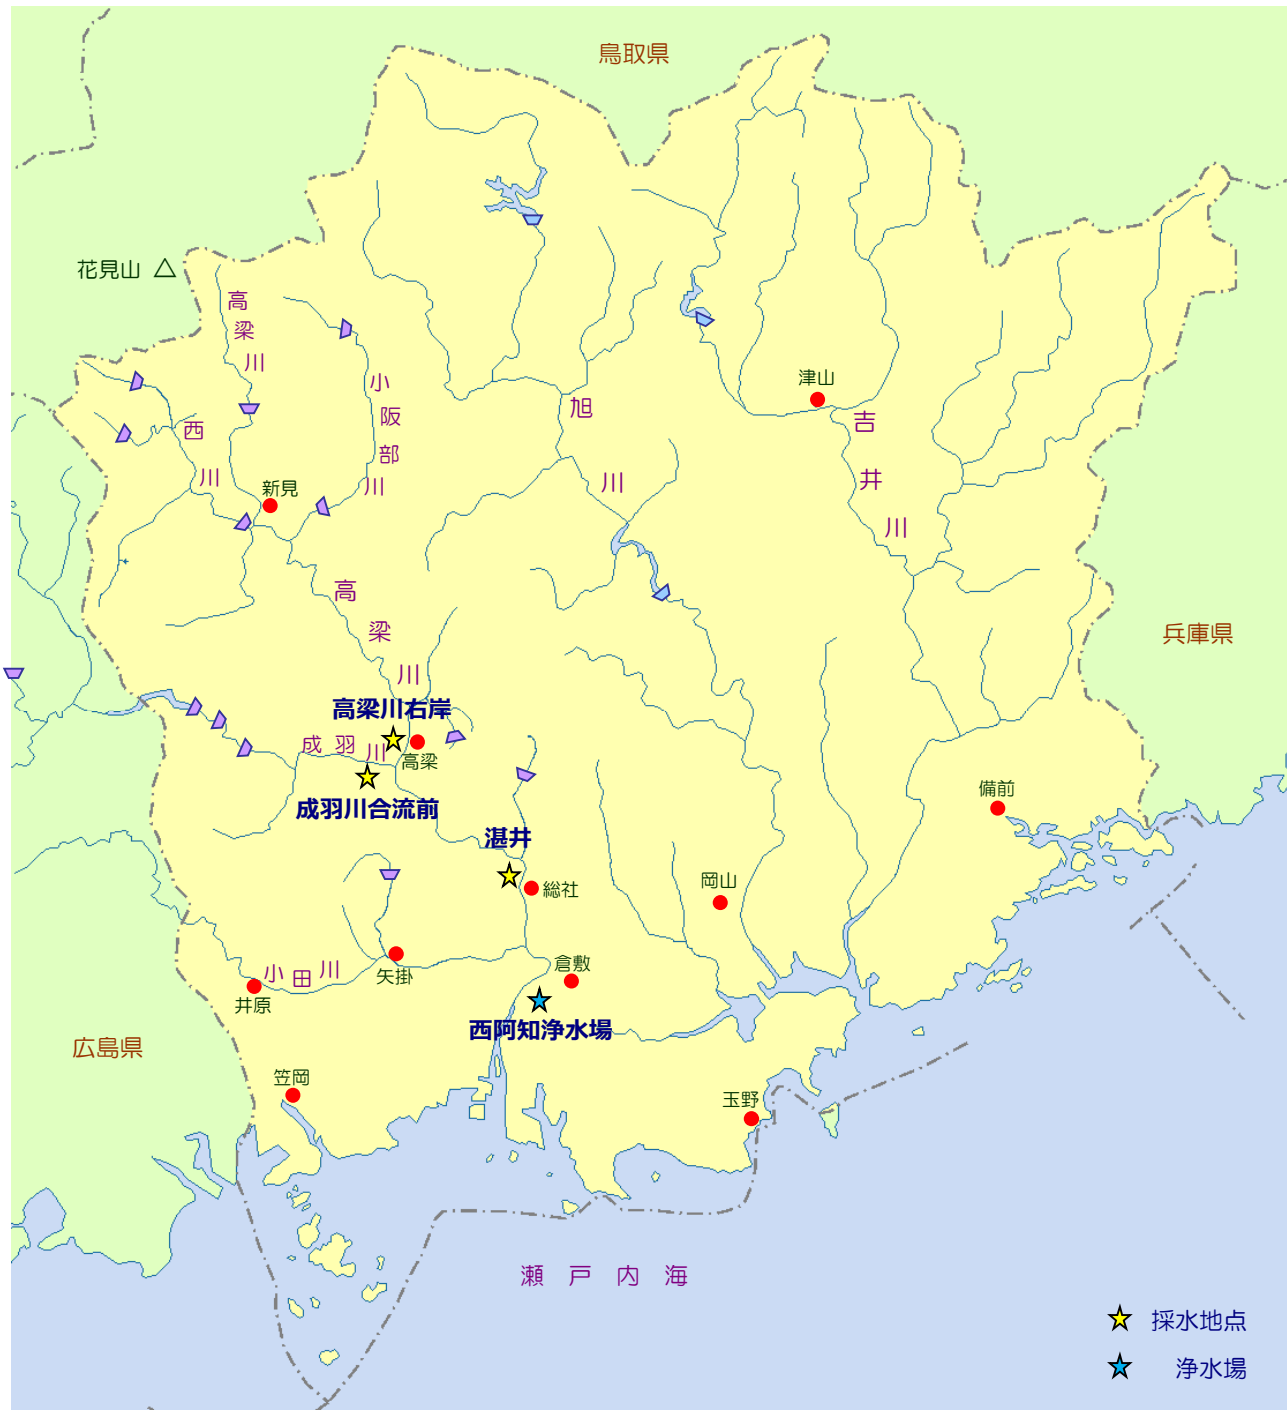 鳥取県
花見山
高梁川
小阪部川
西川
新見
旭川
津山
吉井川
高梁川
兵庫県
高梁川右岸
成羽川
高梁
成羽川合流前
備前
湛井
総社
岡山
矢掛
小田川
井原
倉敷
西阿知浄水場
広島県
笠岡
玉野
瀬戸内海
採水地点
浄水場